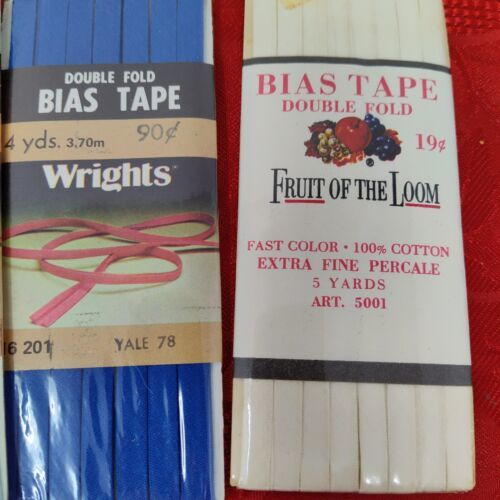 DOUBLE FOLD
BIAS TAPE
4 yds. 3,70m 90¢
Wrights
16 201 YALE 78
BIAS TAPE
DOUBLE FOLD
19¢
®
FRUIT OF THE LOOM
FAST COLOR · 100% COTTON
EXTRA FINE PERCALE
5 YARDS
ART. 5001